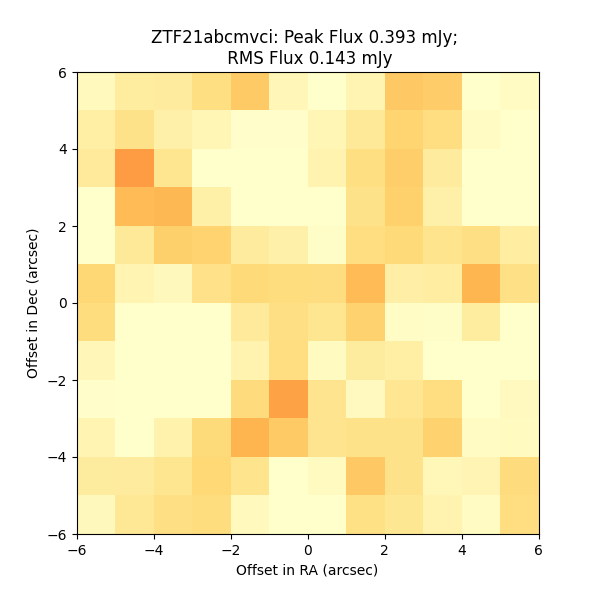 ZTF21abcmvci: Peak Flux 0.393 mJy;
RMS Flux 0.143 mJy
6
4
2
0
−2
−4
−6
Offset in Dec (arcsec)
−6 −4 −2 0 2 4 6
Offset in RA (arcsec)